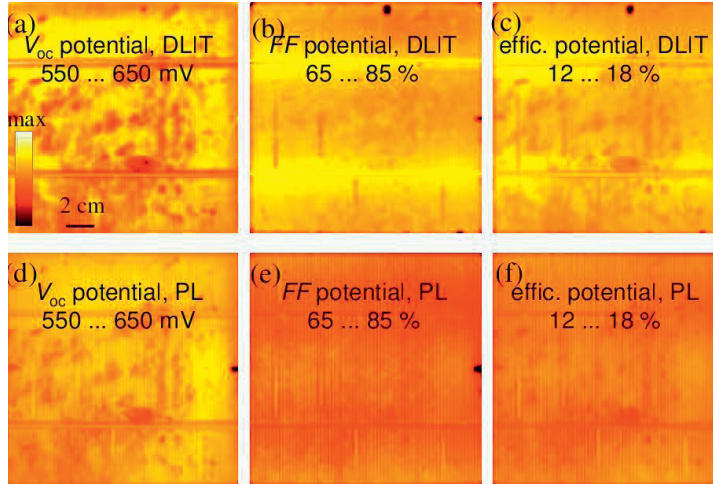 (a)
Voc potential, DLIT
550 ... 650 mV
max
2 cm
(b)
FF potential, DLIT
65 ... 85 %
(c)
effic. potential, DLIT
12 ... 18 %
(d)
Voc potential, PL
550 ... 650 mV
(e)
FF potential, PL
65 ... 85 %
(f)
effic. potential, PL
12 ... 18 %